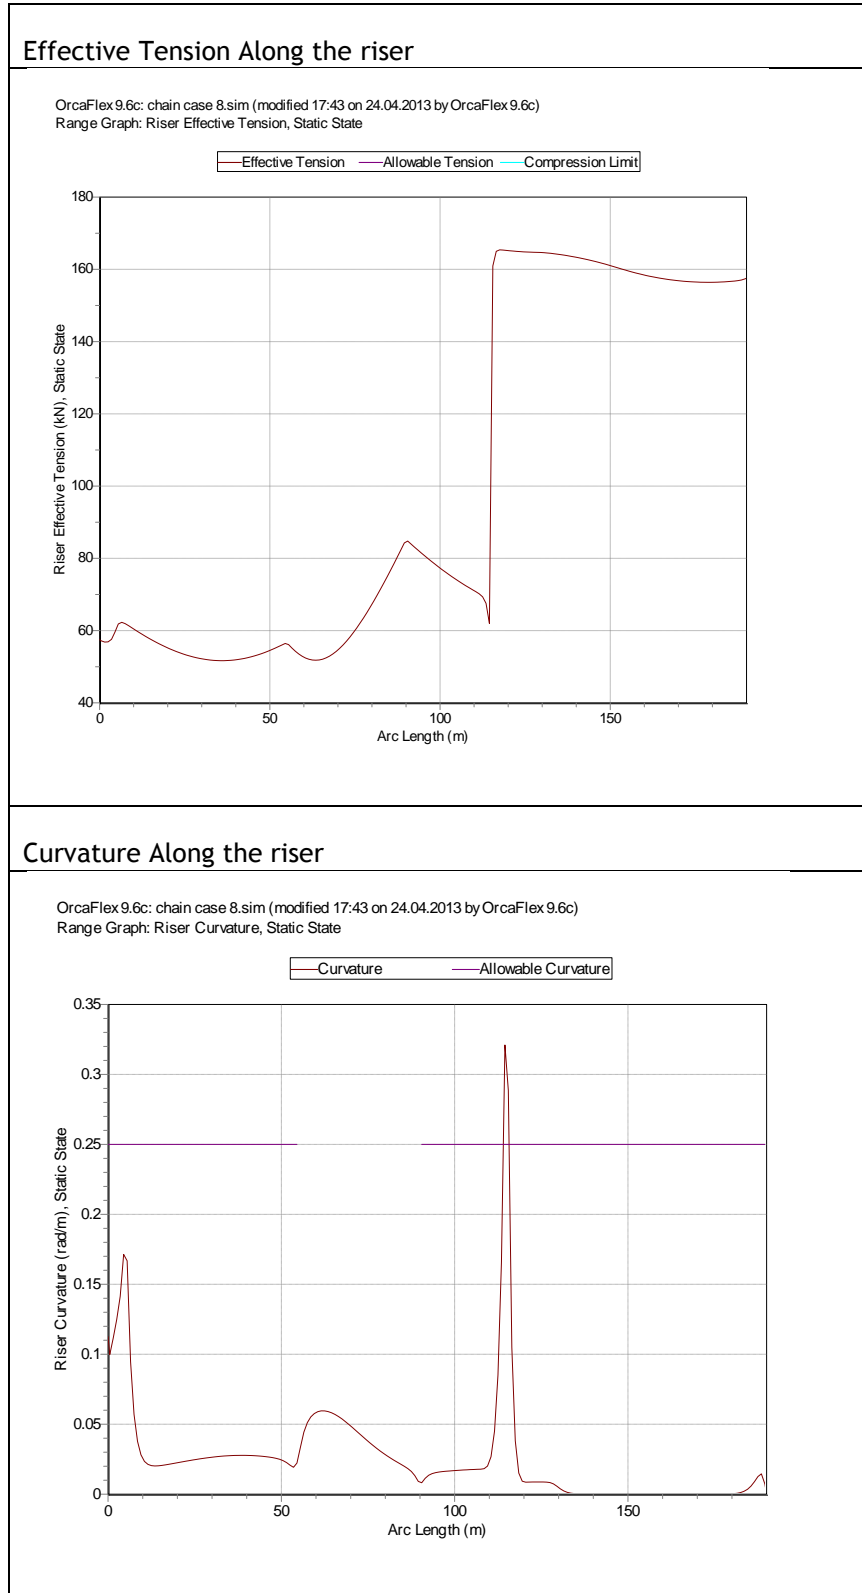 Effective Tension Along the riser
OrcaFlex 9.6c: chain case 8.sim (modified 17:43 on 24.04.2013 by OrcaFlex 9.6c)
Range Graph: Riser Effective Tension, Static State
Effective Tension Allowable Tension Compression Limit
Riser Effective Tension (kN), Static State
180
160
140
120
100
80
60
40
0 50 100 150
Arc Length (m)
Curvature Along the riser
OrcaFlex 9.6c: chain case 8.sim (modified 17:43 on 24.04.2013 by OrcaFlex 9.6c)
Range Graph: Riser Curvature, Static State
Curvature Allowable Curvature
Riser Curvature (rad/m), Static State
0.35
0.3
0.25
0.2
0.15
0.1
0.05
0
0 50 100 150
Arc Length (m)